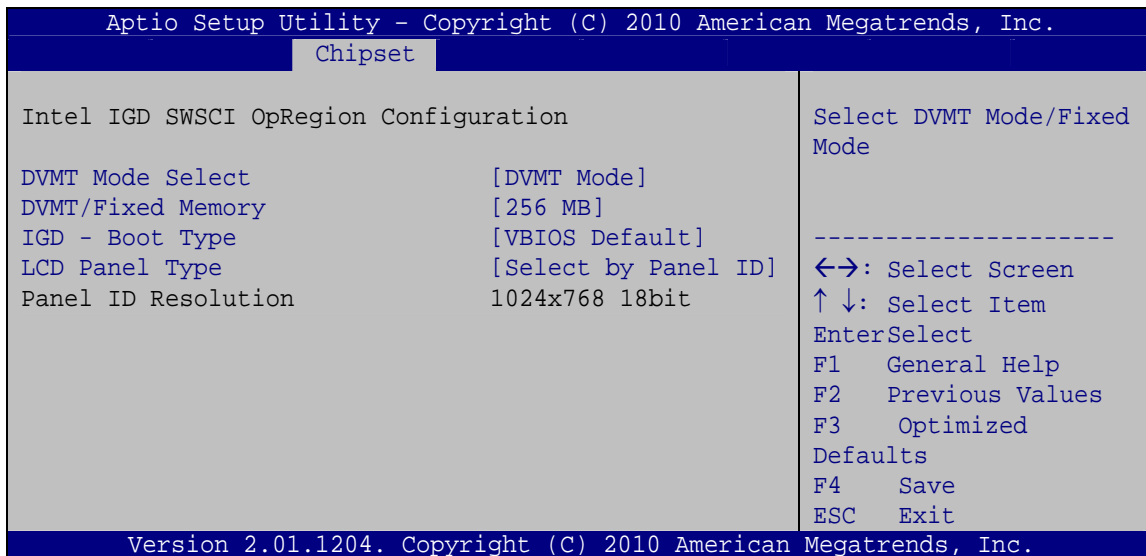 Aptio Setup Utility – Copyright (C) 2010 American Megatrends, Inc.
Chipset
Intel IGD SWSCI OpRegion Configuration
DVMT Mode Select [DVMT Mode]
DVMT/Fixed Memory [256 MB]
IGD - Boot Type [VBIOS Default]
LCD Panel Type [Select by Panel ID]
Panel ID Resolution 1024x768 18bit
Select DVMT Mode/Fixed
Mode
---------------------
←→: Select Screen
↑ ↓: Select Item
EnterSelect
F1 General Help
F2 Previous Values
F3 Optimized
Defaults
F4 Save
ESC Exit
Version 2.01.1204. Copyright (C) 2010 American Megatrends, Inc.